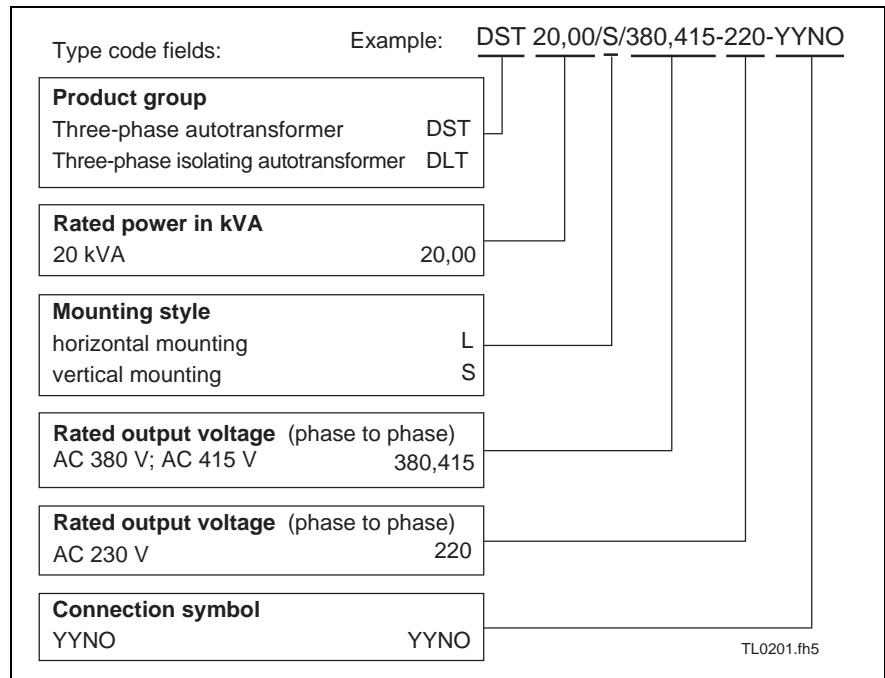 Type code fields: Example: DST 20,00/S/380,415-220-YYNO
Product group
Three-phase autotransformer DST
Three-phase isolating autotransformer DLT
Rated power in kVA
20 kVA 20,00
Mounting style
horizontal mounting L
vertical mounting S
Rated output voltage (phase to phase)
AC 380 V; AC 415 V 380,415
Rated output voltage (phase to phase)
AC 230 V 220
Connection symbol
YYNO YYNO
TL0201.fh5